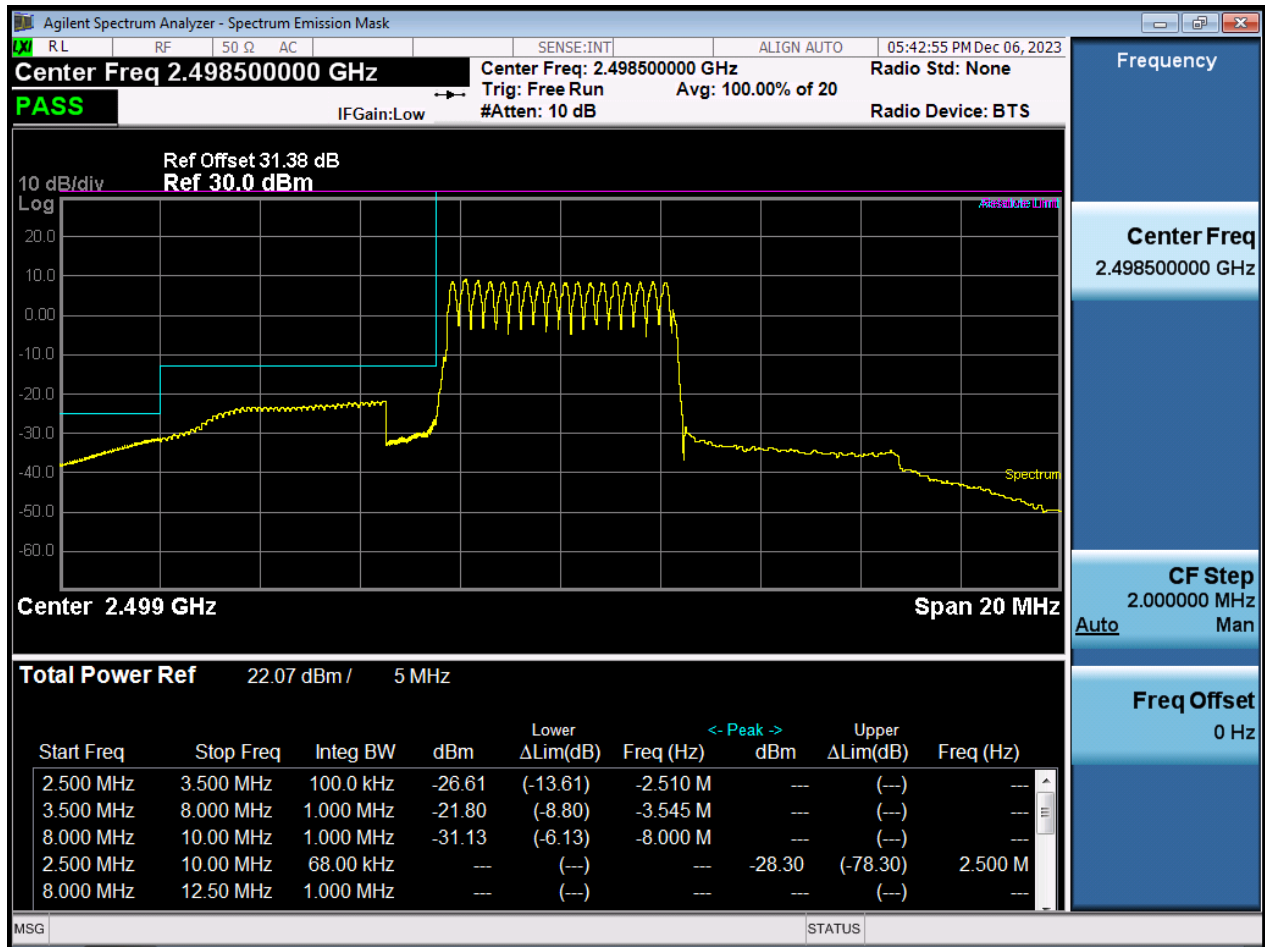 Agilent Spectrum Analyzer - Spectrum Emission Mask
LXI RL RF 50 Ω AC SENSE:INT ALIGN AUTO 05:42:55 PM Dec 06, 2023
Center Freq 2.498500000 GHz
Center Freq: 2.498500000 GHz Radio Std: None
Trig: Free Run Avg: 100.00% of 20
PASS
IFGain:Low #Atten: 10 dB Radio Device: BTS
Ref Offset 31.38 dB
10 dB/div Ref 30.0 dBm
Log
Absolute Limit
20.0
10.0
0.00
-10.0
-20.0
-30.0
-40.0
Spectrum
-50.0
-60.0
Center 2.499 GHz Span 20 MHz
Total Power Ref 22.07 dBm / 5 MHz
Lower <- Peak -> Upper
Start Freq Stop Freq Integ BW dBm ΔLim(dB) Freq (Hz) dBm ΔLim(dB) Freq (Hz)
2.500 MHz 3.500 MHz 100.0 kHz -26.61 (-13.61) -2.510 M --- (---) ---
3.500 MHz 8.000 MHz 1.000 MHz -21.80 (-8.80) -3.545 M --- (---) ---
8.000 MHz 10.00 MHz 1.000 MHz -31.13 (-6.13) -8.000 M --- (---) ---
2.500 MHz 10.00 MHz 68.00 kHz --- (---) --- -28.30 (-78.30) 2.500 M
8.000 MHz 12.50 MHz 1.000 MHz --- (---) --- --- (---) ---
MSG STATUS
Frequency
Center Freq
2.498500000 GHz
CF Step
2.000000 MHz
Auto Man
Freq Offset
0 Hz